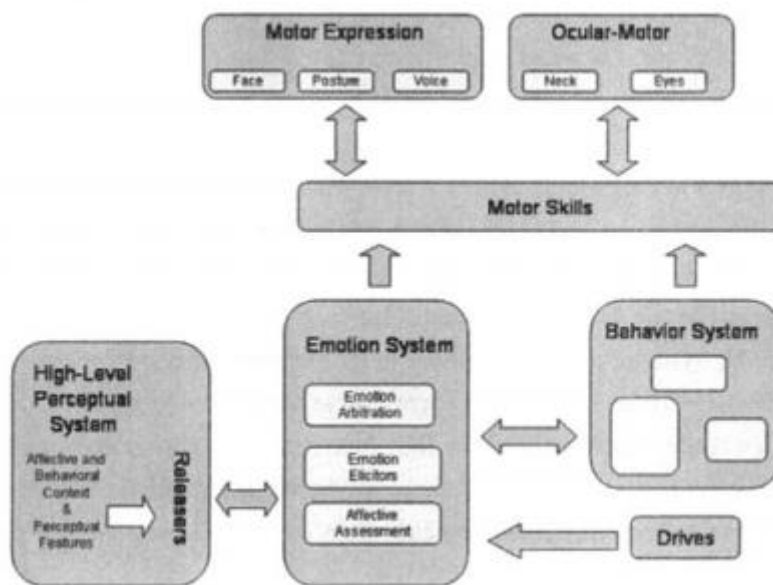 Motor Expression
Face Posture Voice
Ocular-Motor
Neck Eyes
Motor Skills
Emotion System
Emotion
Arbitration
Emotion
Elicitors
Affective
Assessment
Behavior System
High-Level
Perceptual
System
Affective and
Behavioral
Context
&
Perceptual
Features
Releasers
Drives